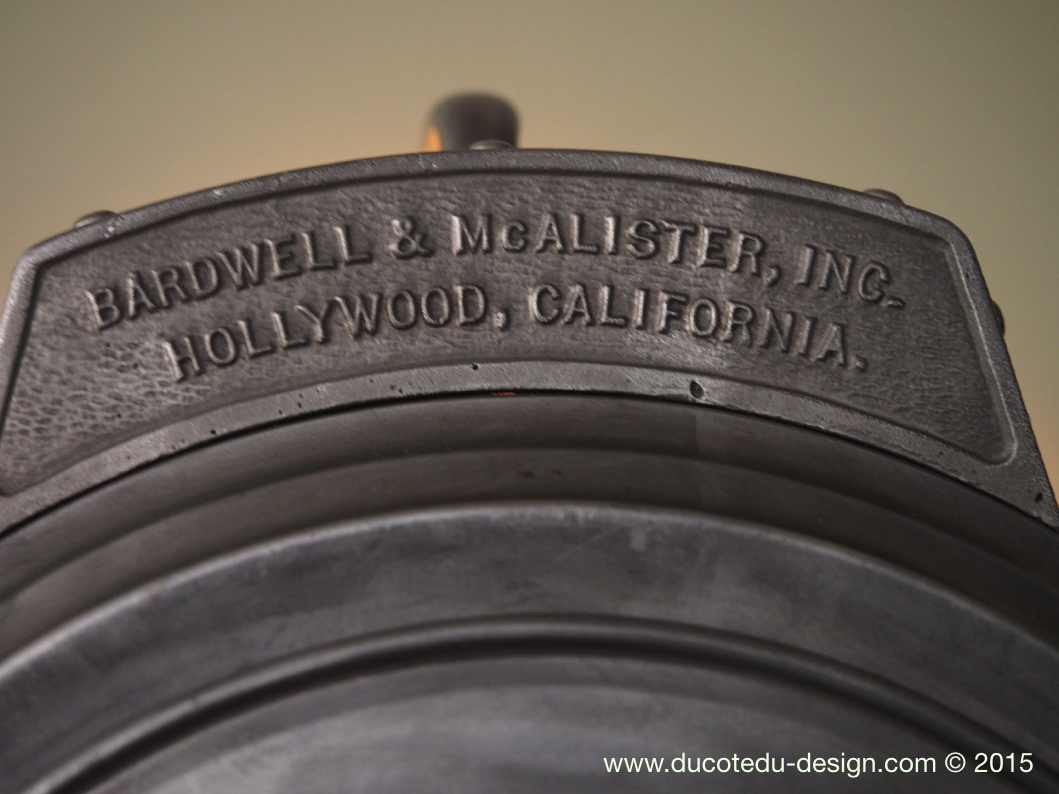 BARDWELL & McALISTER, INC.
HOLLYWOOD, CALIFORNIA.
www.ducotedu-design.com © 2015